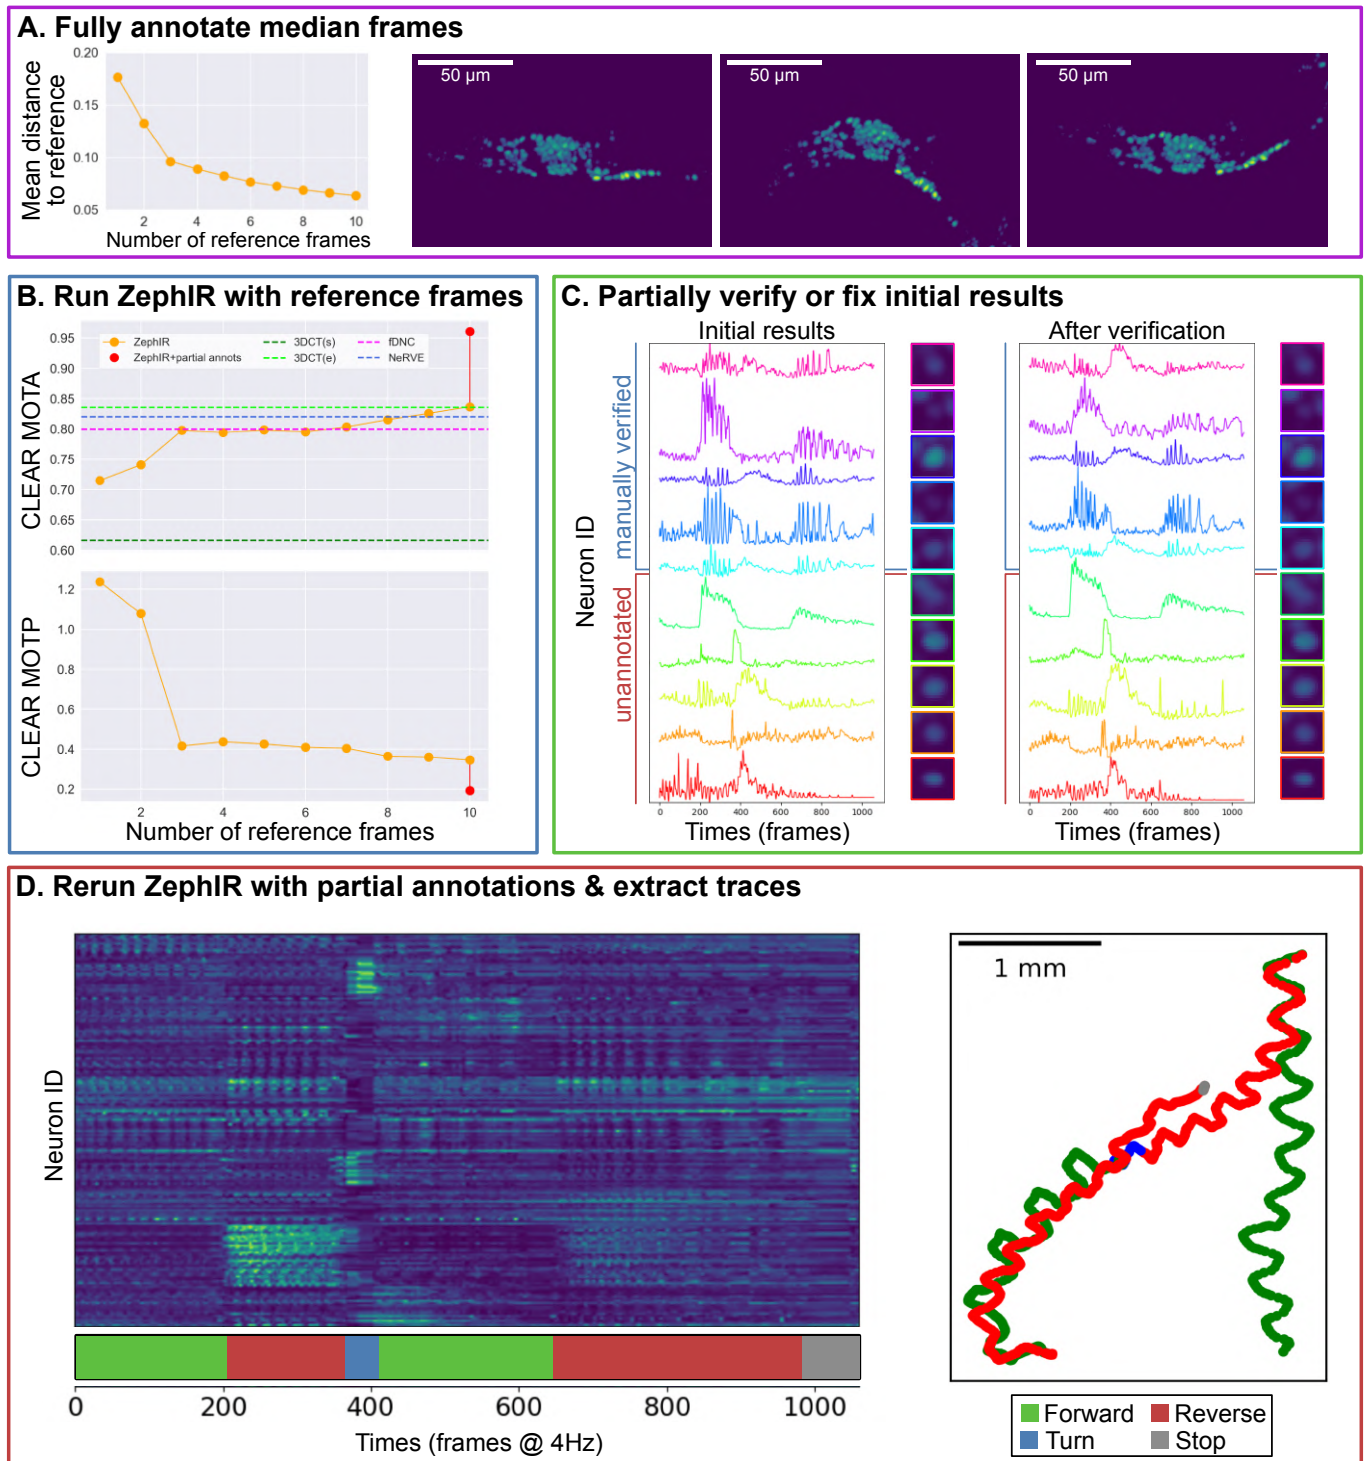 A. Fully annotate median frames
Mean distance
to reference
0.20
0.15
0.10
0.05
2 4 6 8 10
Number of reference frames
50 μm
50 μm
50 μm
B. Run ZephIR with reference frames
CLEAR MOTA
0.95
0.90
0.85
0.80
0.75
0.70
0.65
0.60
ZephIR
ZephIR+partial annots
3DCT(s)
3DCT(e)
fDNC
NeRVE
CLEAR MOTP
1.2
1.0
0.8
0.6
0.4
0.2
2 4 6 8 10
Number of reference frames
C. Partially verify or fix initial results
Initial results
After verification
Neuron ID
manually verified
unannotated
0 200 400 600 800 1000
Times (frames)
0 200 400 600 800 1000
Times (frames)
D. Rerun ZephIR with partial annotations & extract traces
Neuron ID
0 200 400 600 800 1000
Times (frames @ 4Hz)
1 mm
Forward
Reverse
Turn
Stop